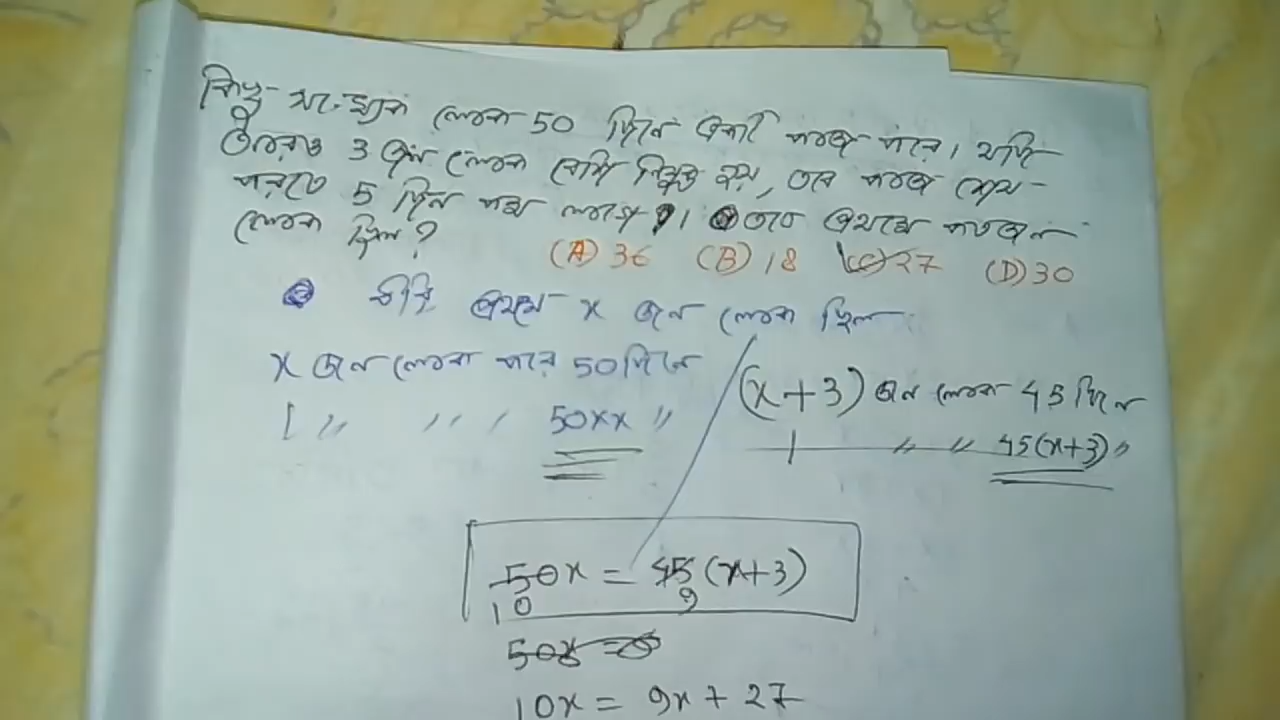 কিছু সংখ্যক লোক 50 দিনে একটি কাজ করে। যদি
আরও 3 জন লোক বেশি নিযুক্ত হয়, তবে কাজ শেষ
করতে 5 দিন কম লাগে। তবে প্রথমে কতজন
লোক ছিল?
(A) 36 (B) 18 (C) 27 (D) 30
ধরি প্রথমে x জন লোক ছিল
x জন লোক করে 50 দিনে
1 " " " " 50×x "
(x+3) জন লোক 45 দিনে
1 " " 45(x+3) "
50x = 45(x+3)
10 9
50x =
10x = 9x + 27